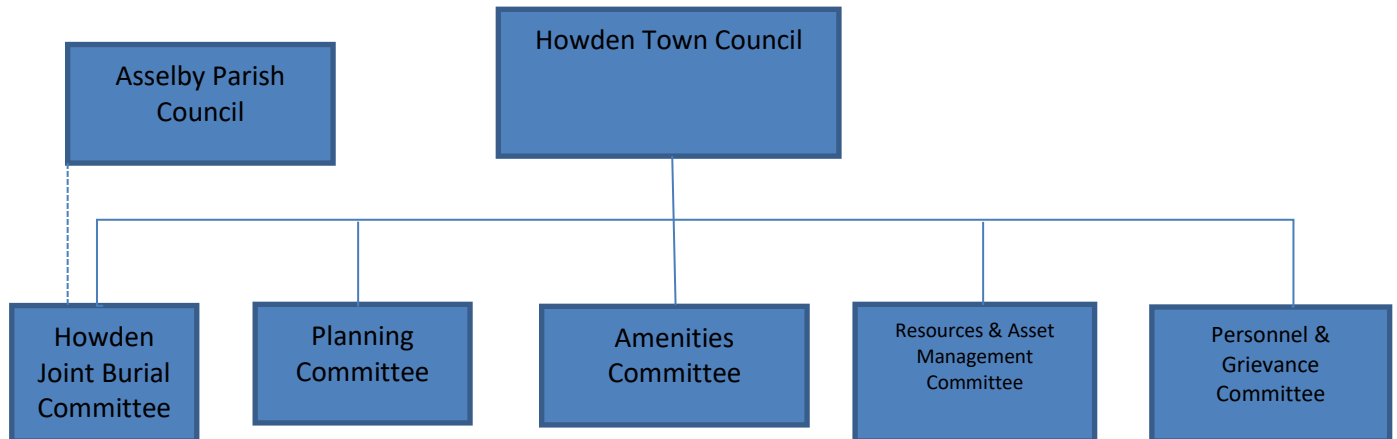 Howden Town Council
Asselby Parish
Council
Howden
Joint Burial
Committee
Planning
Committee
Amenities
Committee
Resources & Asset
Management
Committee
Personnel &
Grievance
Committee